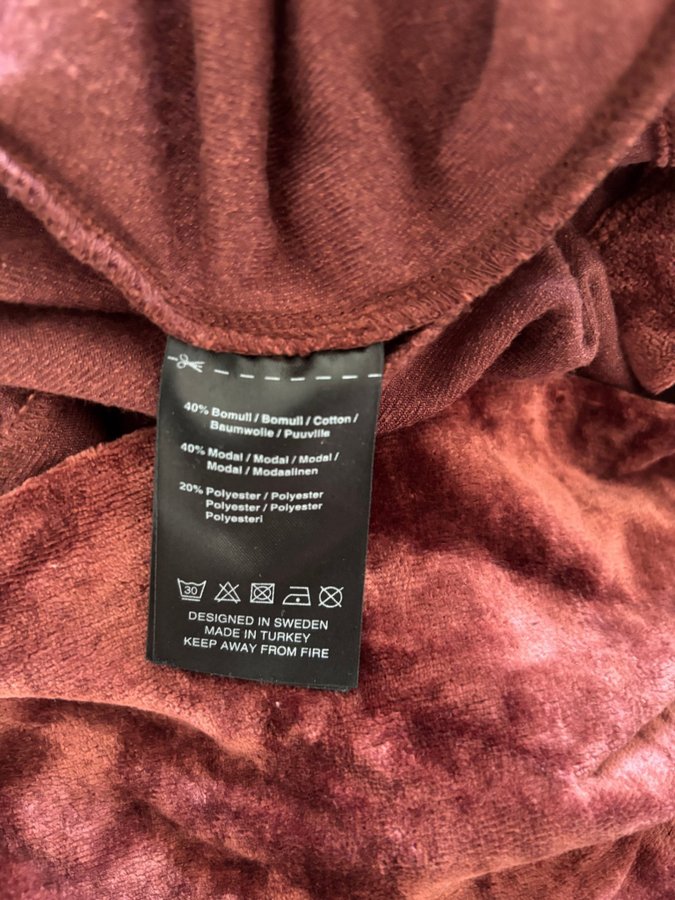 40% Bomull / Bomull / Cotton /
Baumwolle / Puuvilla
40% Modal / Modal / Modal /
Modal / Modaalinen
20% Polyester / Polyester
Polyester / Polyester
Polyesteri
30
DESIGNED IN SWEDEN
MADE IN TURKEY
KEEP AWAY FROM FIRE